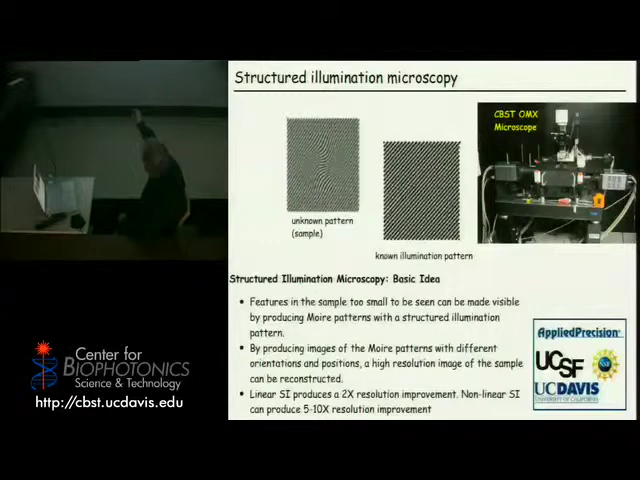 Structured illumination microscopy
CBST OMX
Microscope
unknown pattern
(sample)
known illumination pattern
Structured Illumination Microscopy: Basic Idea
• Features in the sample too small to be seen can be made visible
by producing Moire patterns with a structured illumination
pattern.
• By producing images of the Moire patterns with different
orientations and positions, a high resolution image of the sample
can be reconstructed.
• Linear SI produces a 2X resolution improvement. Non-linear SI
can produce 5-10X resolution improvement
AppliedPrecision
UCSF
UCDAVIS
UNIVERSITY OF CALIFORNIA
Center for
BIOPHOTONICS
Science & Technology
http://cbst.ucdavis.edu